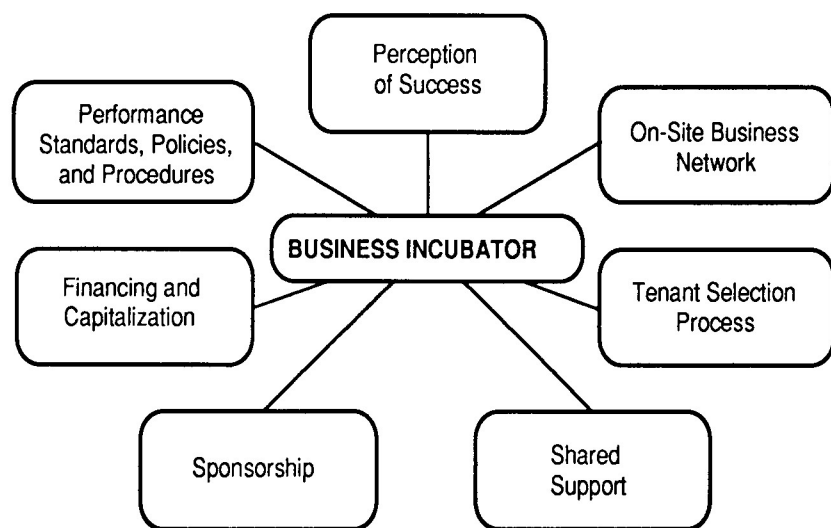 Perception
of Success
Performance
Standards, Policies,
and Procedures
On-Site Business
Network
BUSINESS INCUBATOR
Financing and
Capitalization
Tenant Selection
Process
Sponsorship
Shared
Support